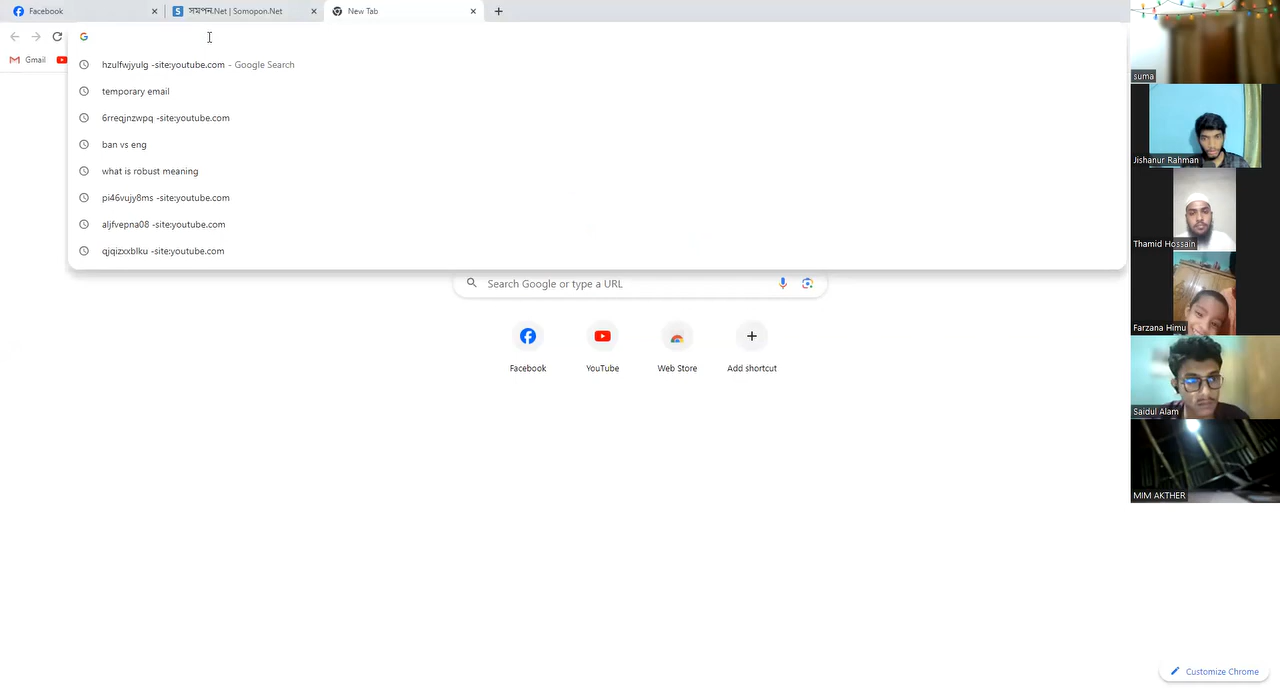 Facebook
সমপন.Net | Somopon.Net
New Tab
Gmail
hzulfwjyulg -site:youtube.com - Google Search
temporary email
6rreqjnzwpq -site:youtube.com
ban vs eng
what is robust meaning
pi46vujy8ms -site:youtube.com
aljfvepna08 -site:youtube.com
qjqizxxblku -site:youtube.com
Search Google or type a URL
Facebook
YouTube
Web Store
Add shortcut
Customize Chrome
suma
Jishanur Rahman
Thamid Hossain
Farzana Himu
Saidul Alam
MIM AKTHER